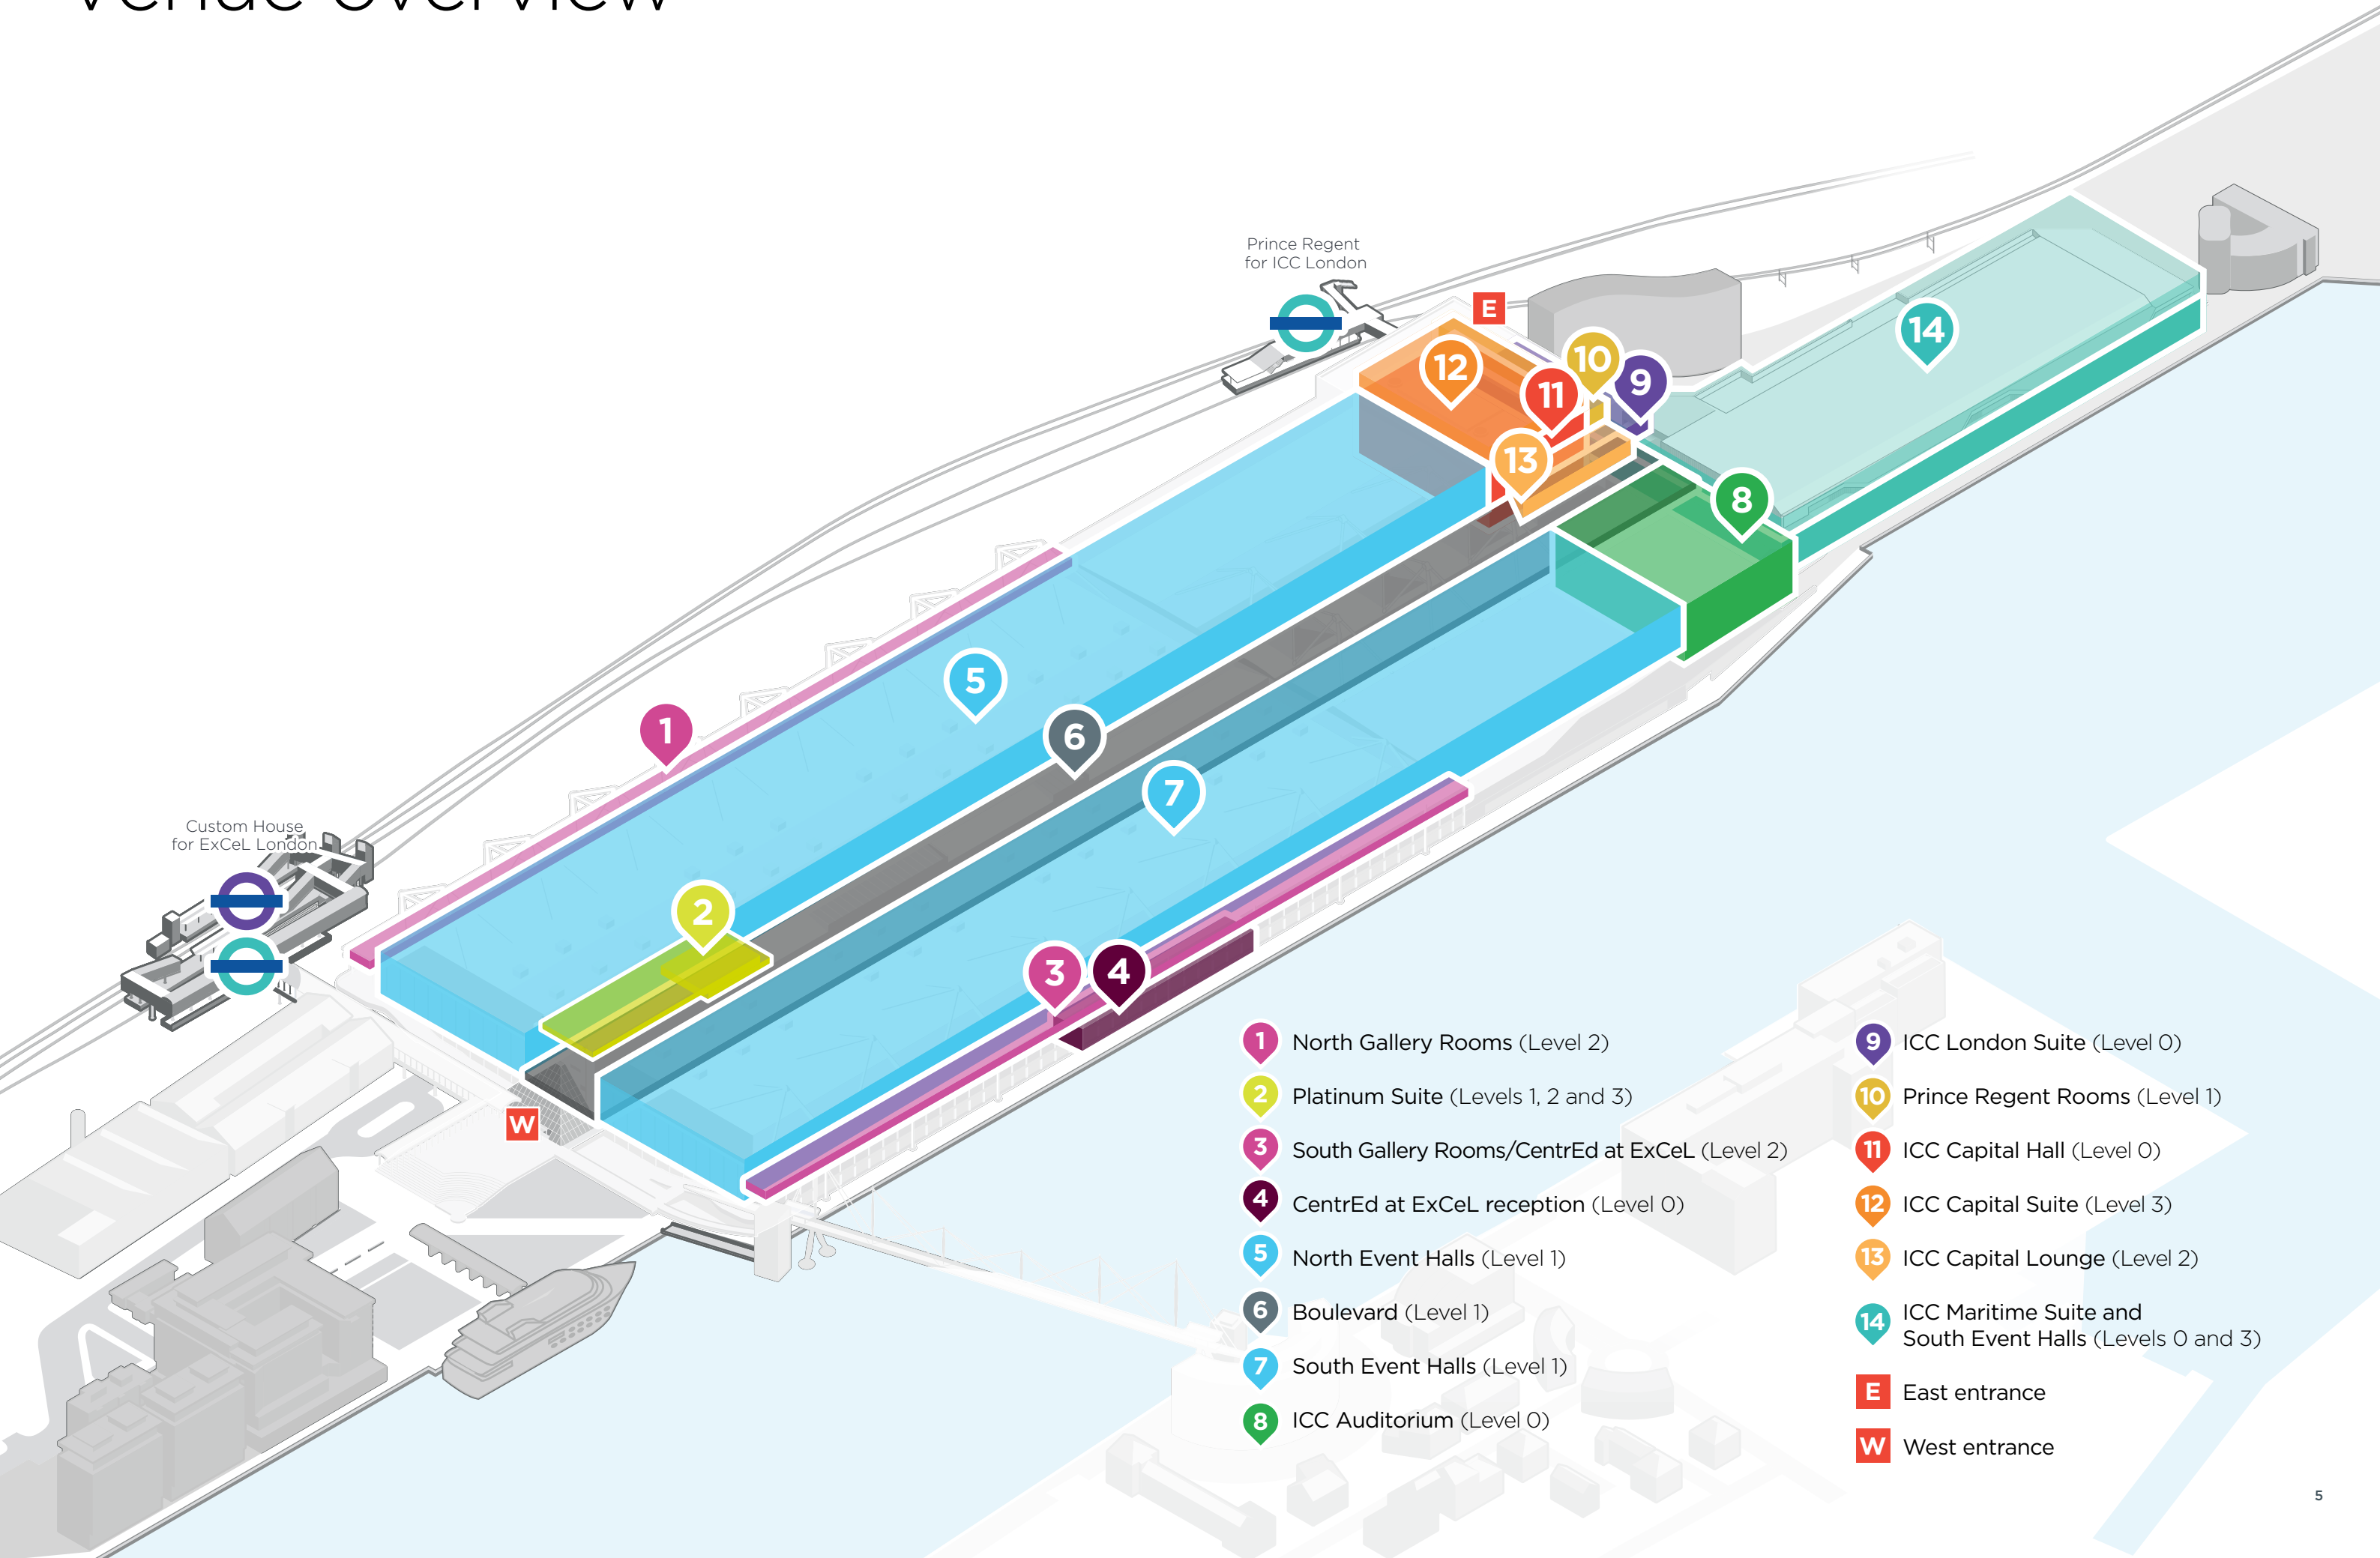 Venue overview
Prince Regent
for ICC London
E
12
10
11
9
14
13
8
5
1
6
7
Custom House
for ExCeL London
2
3
4
W
1 North Gallery Rooms (Level 2)
2 Platinum Suite (Levels 1, 2 and 3)
3 South Gallery Rooms/CentrEd at ExCeL (Level 2)
4 CentrEd at ExCeL reception (Level 0)
5 North Event Halls (Level 1)
6 Boulevard (Level 1)
7 South Event Halls (Level 1)
8 ICC Auditorium (Level 0)
9 ICC London Suite (Level 0)
10 Prince Regent Rooms (Level 1)
11 ICC Capital Hall (Level 0)
12 ICC Capital Suite (Level 3)
13 ICC Capital Lounge (Level 2)
14 ICC Maritime Suite and
South Event Halls (Levels 0 and 3)
E East entrance
W West entrance
5